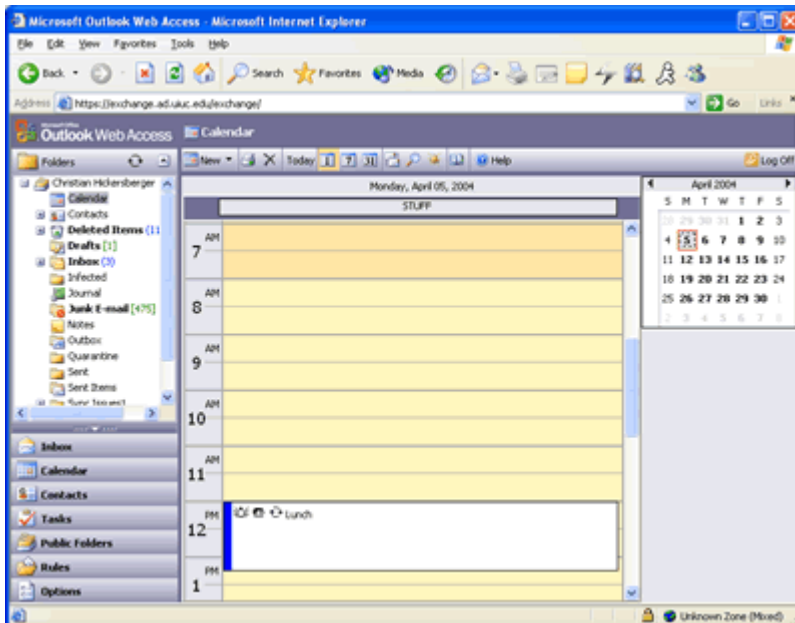 Microsoft Outlook Web Access - Microsoft Internet Explorer
File Edit View Favorites Tools Help
Back Search Favorites Media
Address https://exchange.ad.uiuc.edu/exchange/ Go Links
Outlook Web Access Calendar
Folders New Today 1 7 31 Help Log Off
Christian Hickersberger
Calendar
Contacts
Deleted Items (11
Drafts [1]
Inbox (3)
Infected
Journal
Junk E-mail [475]
Notes
Outbox
Quarantine
Sent
Sent Items
Sync Issues1
Inbox
Calendar
Contacts
Tasks
Public Folders
Rules
Options
Monday, April 05, 2004
STUFF
7 AM
8 AM
9 AM
10 AM
11 AM
12 PM Lunch
1 PM
April 2004
S M T W T F S
28 29 30 31 1 2 3
4 5 6 7 8 9 10
11 12 13 14 15 16 17
18 19 20 21 22 23 24
25 26 27 28 29 30 1
2 3 4 5 6 7 8
Unknown Zone (Mixed)